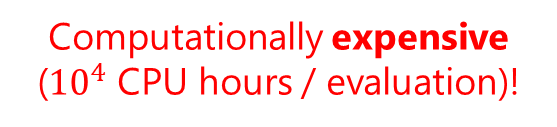 Computationally expensive
(10⁴ CPU hours / evaluation)!